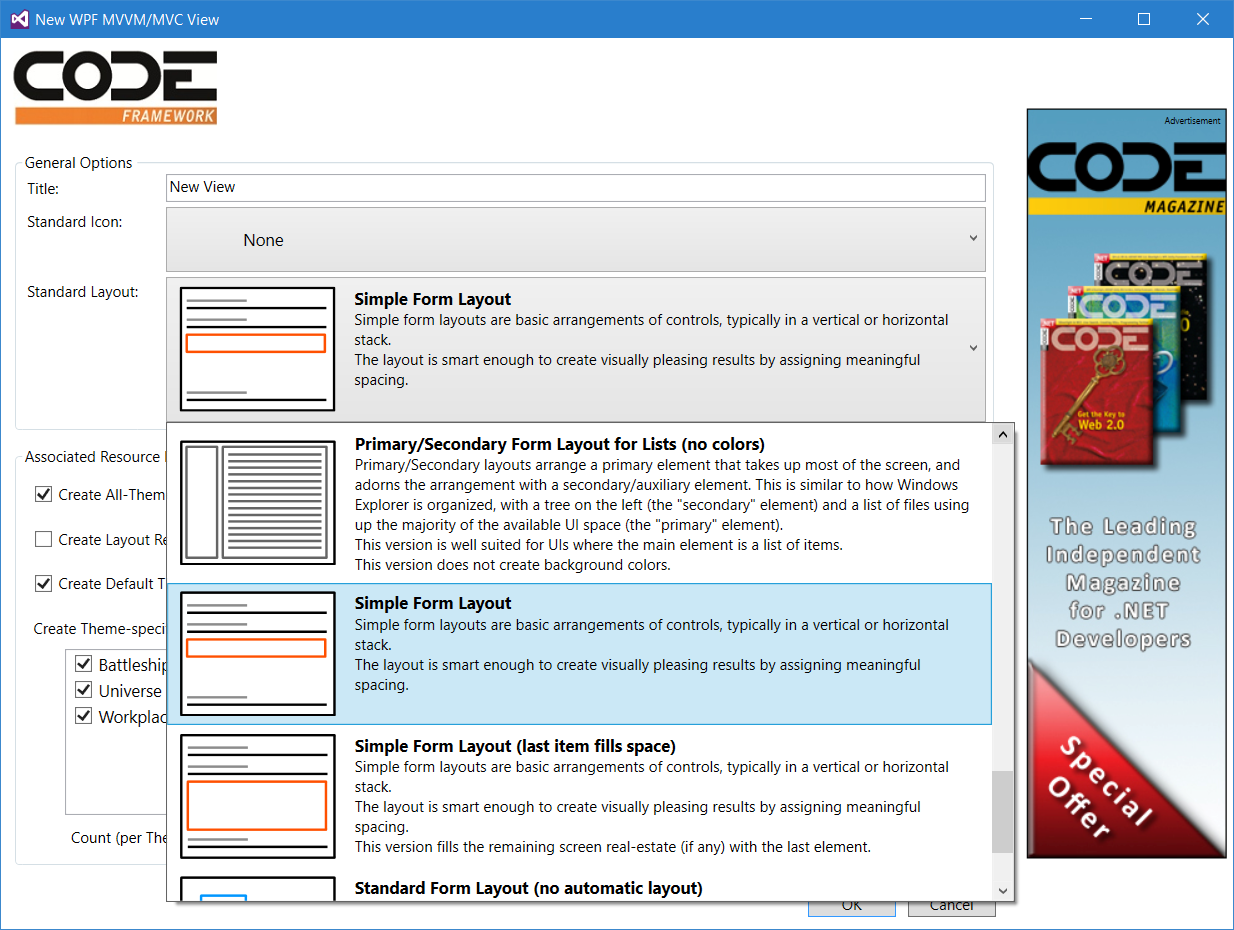 New WPF MVVM/MVC View
CODE
FRAMEWORK
General Options
Title:
New View
Standard Icon:
None
Standard Layout:
Simple Form Layout
Simple form layouts are basic arrangements of controls, typically in a vertical or horizontal
stack.
The layout is smart enough to create visually pleasing results by assigning meaningful
spacing.
Primary/Secondary Form Layout for Lists (no colors)
Primary/Secondary layouts arrange a primary element that takes up most of the screen, and
adorns the arrangement with a secondary/auxiliary element. This is similar to how Windows
Explorer is organized, with a tree on the left (the "secondary" element) and a list of files using
up the majority of the available UI space (the "primary" element).
This version is well suited for UIs where the main element is a list of items.
This version does not create background colors.
Simple Form Layout
Simple form layouts are basic arrangements of controls, typically in a vertical or horizontal
stack.
The layout is smart enough to create visually pleasing results by assigning meaningful
spacing.
Simple Form Layout (last item fills space)
Simple form layouts are basic arrangements of controls, typically in a vertical or horizontal
stack.
The layout is smart enough to create visually pleasing results by assigning meaningful
spacing.
This version fills the remaining screen real-estate (if any) with the last element.
Standard Form Layout (no automatic layout)
Associated Resource
Create All-Them
Create Layout Re
Create Default T
Create Theme-speci
Battleship
Universe
Workplac
Count (per The
OK
Cancel
Advertisement
CODE
MAGAZINE
CODE
CODE
CODE
Get the Key to
Web 2.0
The Leading
Independent
Magazine
for .NET
Developers
Special
Offer